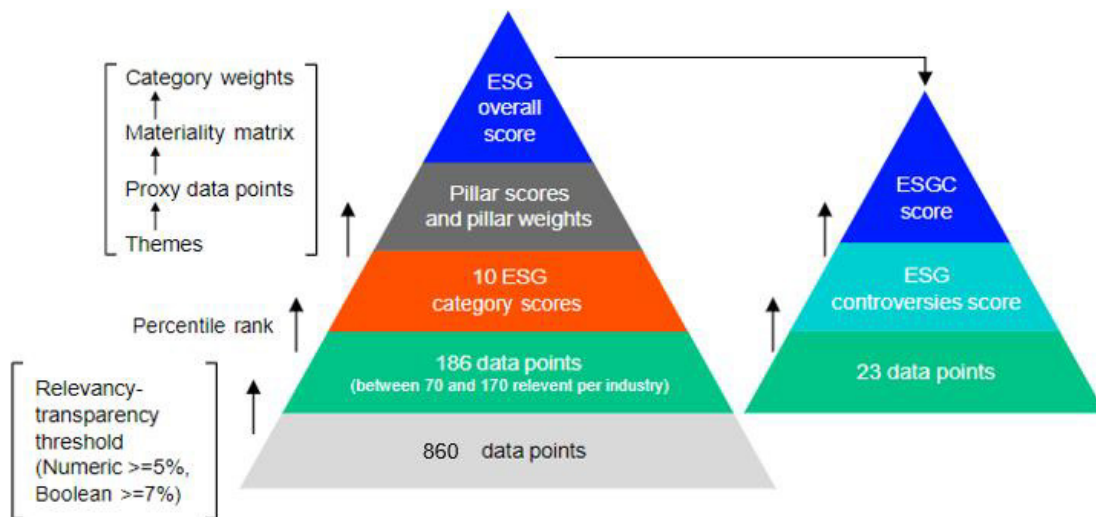 Category weights
Materiality matrix
Proxy data points
Themes
Percentile rank
Relevancy-
transparency
threshold
(Numeric >=5%,
Boolean >=7%)
ESG
overall
score
Pillar scores
and pillar weights
10 ESG
category scores
186 data points
(between 70 and 170 relevent per industry)
860 data points
ESGC
score
ESG
controversies score
23 data points